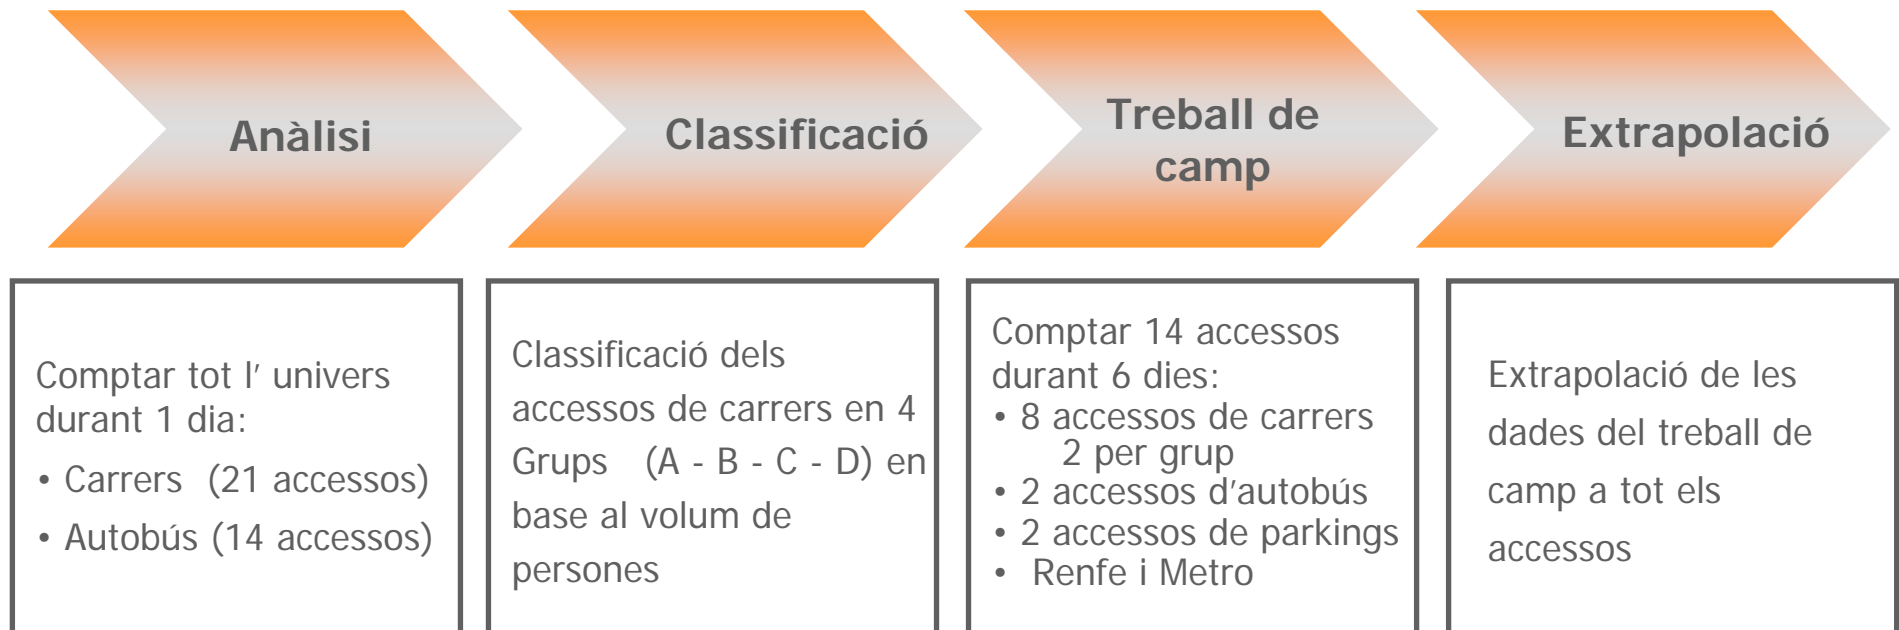 Anàlisi
Classificació
Treball de
camp
Extrapolació
Comptar tot l' univers
durant 1 dia:
• Carrers (21 accessos)
• Autobús (14 accessos)
Classificació dels
accessos de carrers en 4
Grups (A - B - C - D) en
base al volum de
persones
Comptar 14 accessos
durant 6 dies:
• 8 accessos de carrers
2 per grup
• 2 accessos d'autobús
• 2 accessos de parkings
• Renfe i Metro
Extrapolació de les
dades del treball de
camp a tot els
accessos